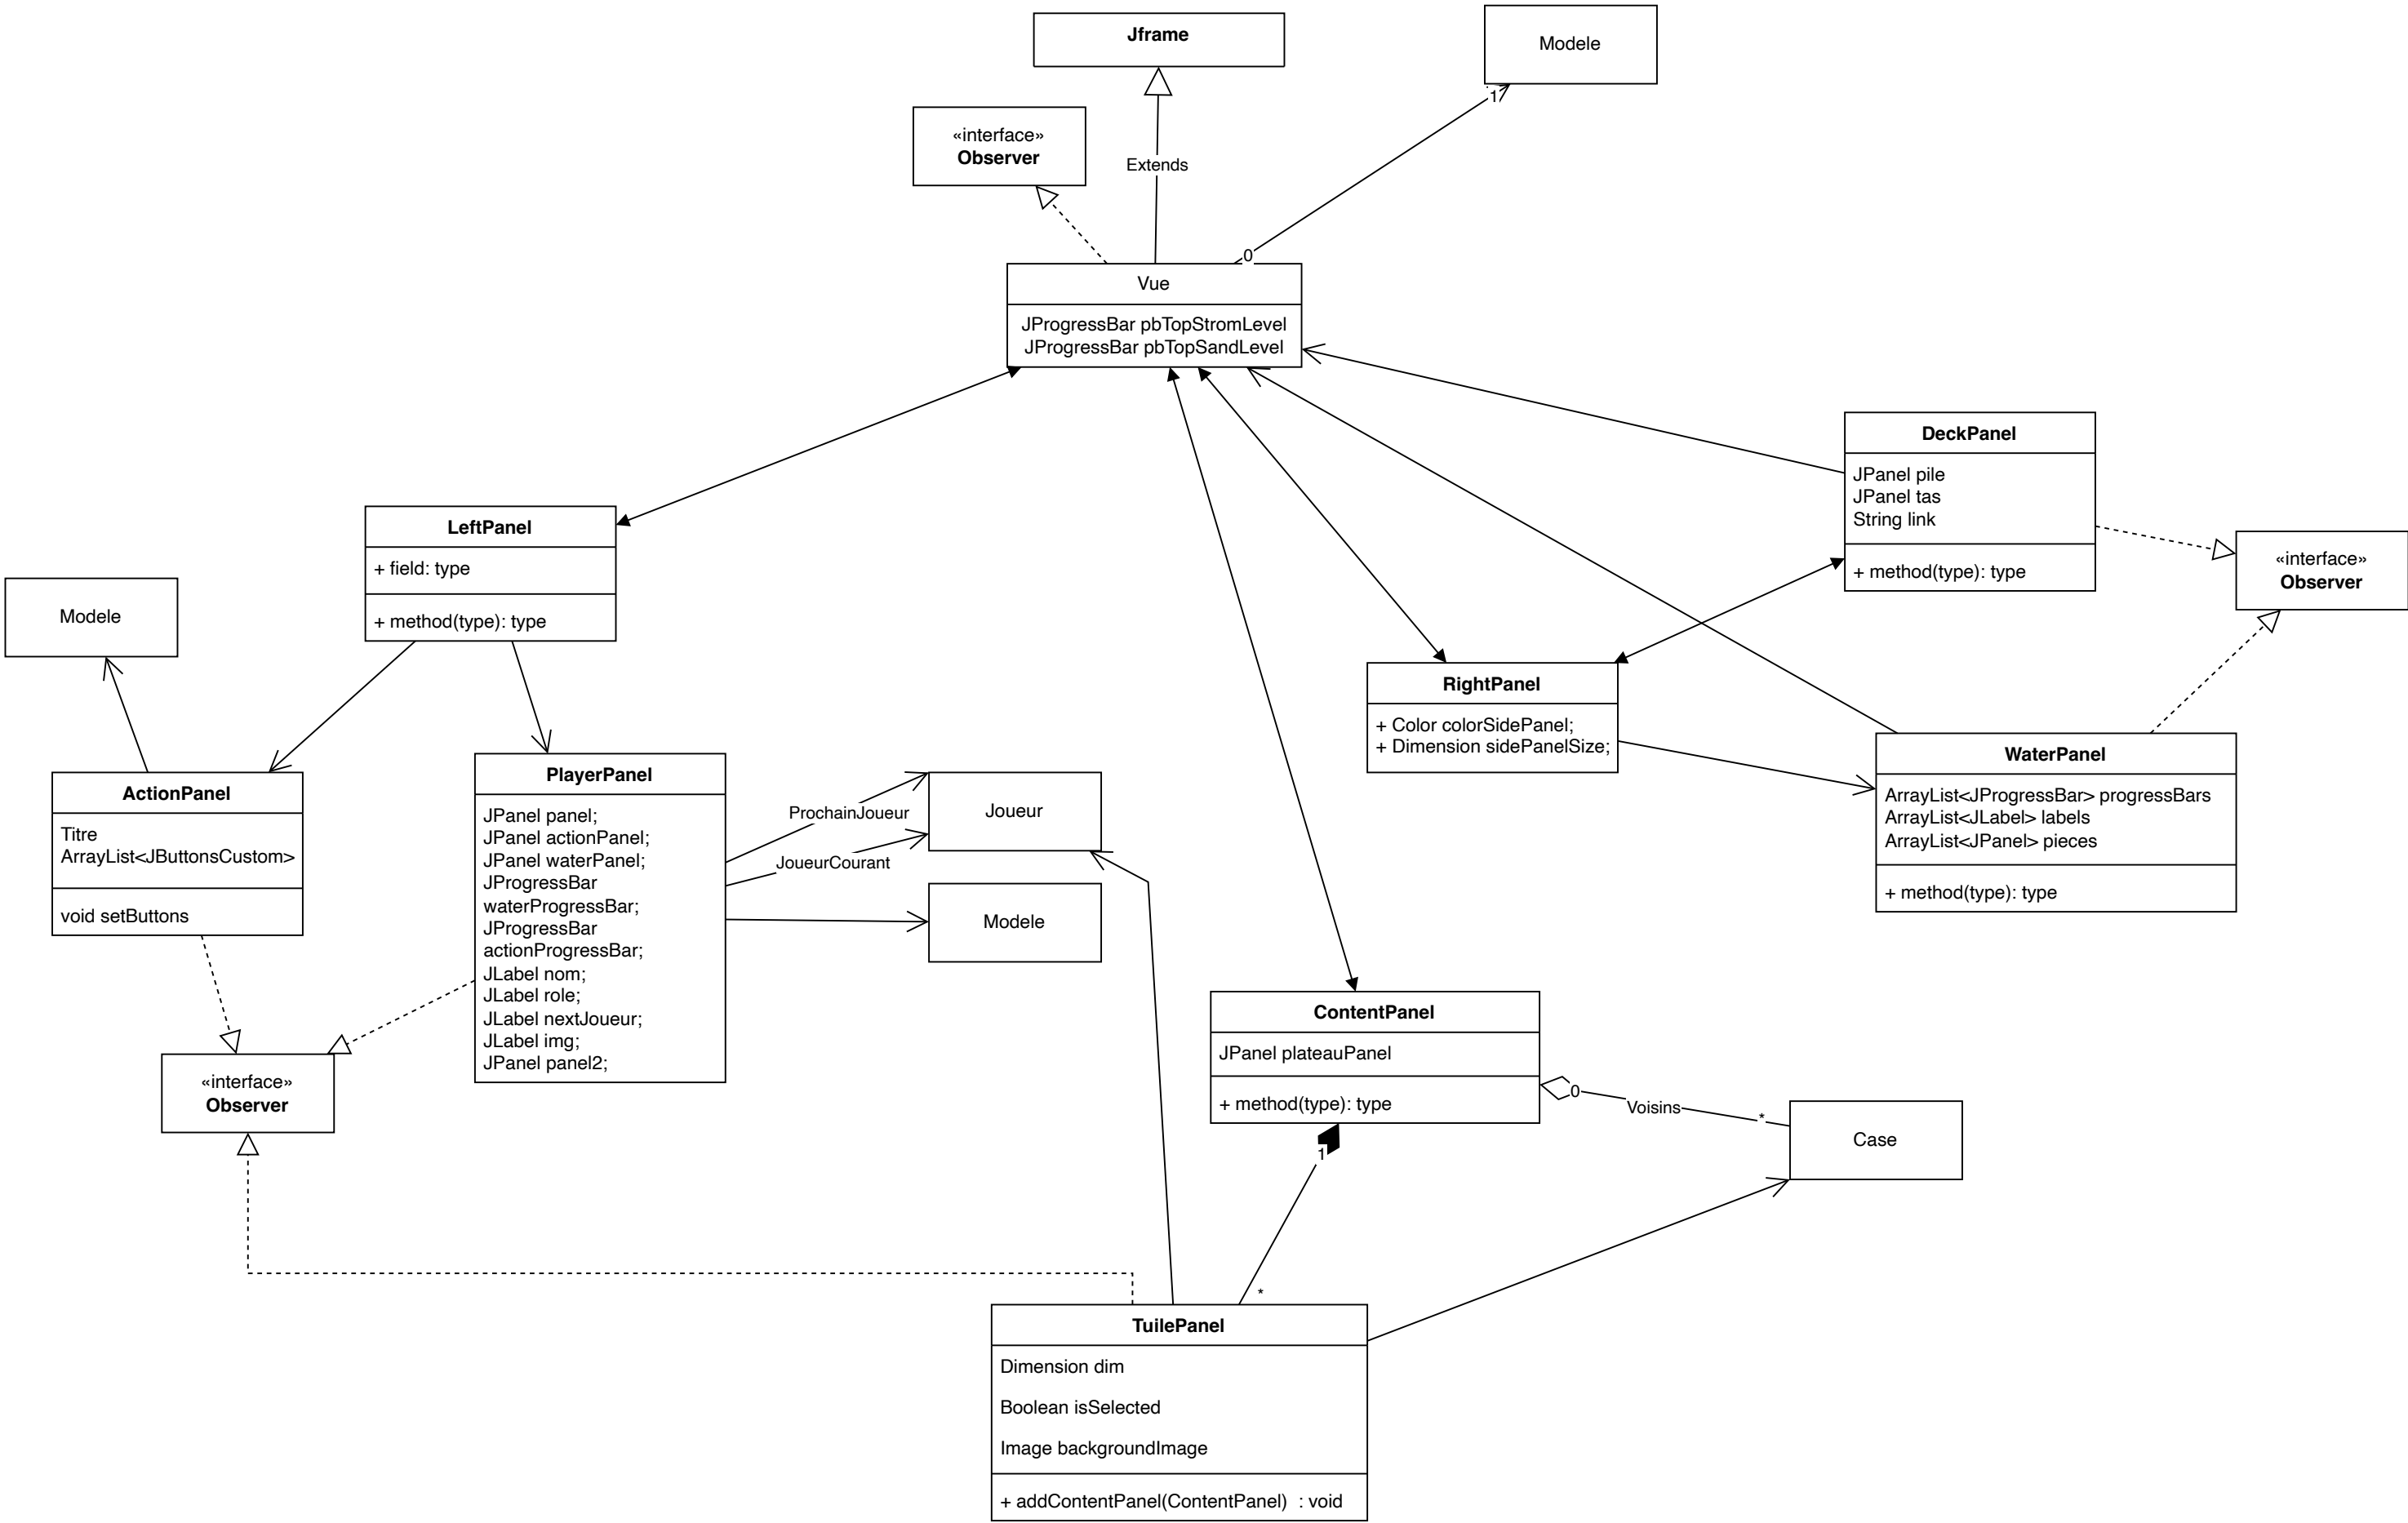 Jframe
Modele
1
«interface»
Observer
Extends
0
Vue
JProgressBar pbTopStromLevel
JProgressBar pbTopSandLevel
DeckPanel
JPanel pile
JPanel tas
String link
+ method(type): type
«interface»
Observer
LeftPanel
+ field: type
+ method(type): type
Modele
RightPanel
+ Color colorSidePanel;
+ Dimension sidePanelSize;
WaterPanel
ArrayList<JProgressBar> progressBars
ArrayList<JLabel> labels
ArrayList<JPanel> pieces
+ method(type): type
ActionPanel
Titre
ArrayList<JButtonsCustom>
void setButtons
PlayerPanel
JPanel panel;
JPanel actionPanel;
JPanel waterPanel;
JProgressBar
waterProgressBar;
JProgressBar
actionProgressBar;
JLabel nom;
JLabel role;
JLabel nextJoueur;
JLabel img;
JPanel panel2;
ProchainJoueur
JoueurCourant
Joueur
Modele
«interface»
Observer
ContentPanel
JPanel plateauPanel
+ method(type): type
0
Voisins
*
Case
1
*
TuilePanel
Dimension dim
Boolean isSelected
Image backgroundImage
+ addContentPanel(ContentPanel) : void